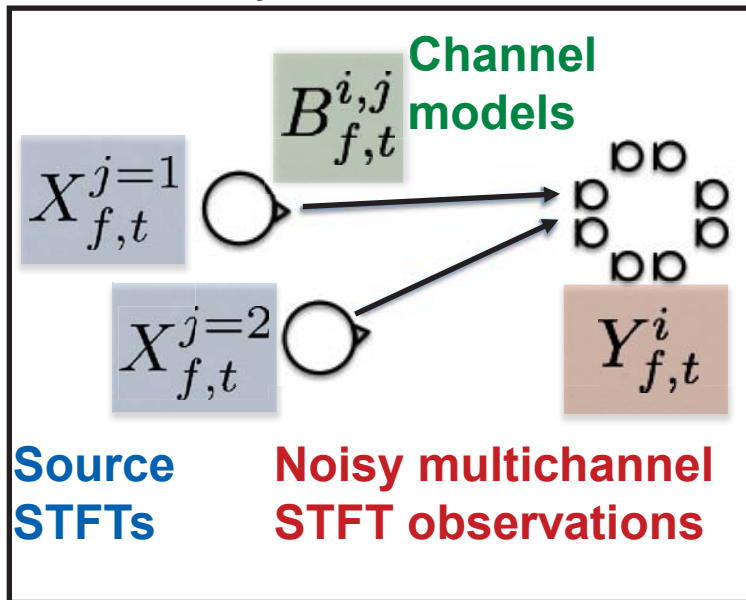 Channel
models
B^{i,j}_{f,t}
X^{j=1}_{f,t}
X^{j=2}_{f,t}
Y^{i}_{f,t}
Source
STFTs
Noisy multichannel
STFT observations